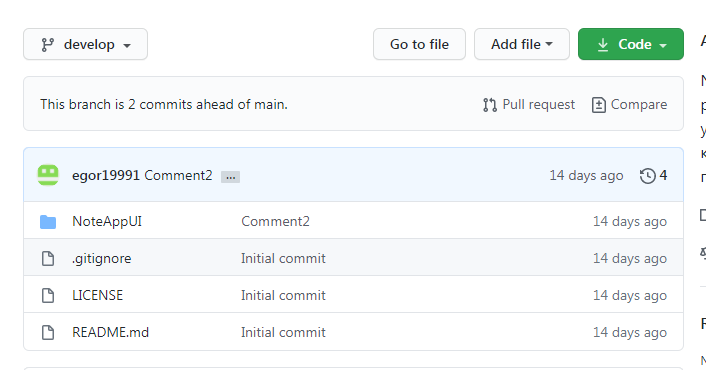 develop Go to file Add file Code
This branch is 2 commits ahead of main. Pull request Compare
egor19991 Comment2 ... 14 days ago 4
NoteAppUI Comment2 14 days ago
.gitignore Initial commit 14 days ago
LICENSE Initial commit 14 days ago
README.md Initial commit 14 days ago